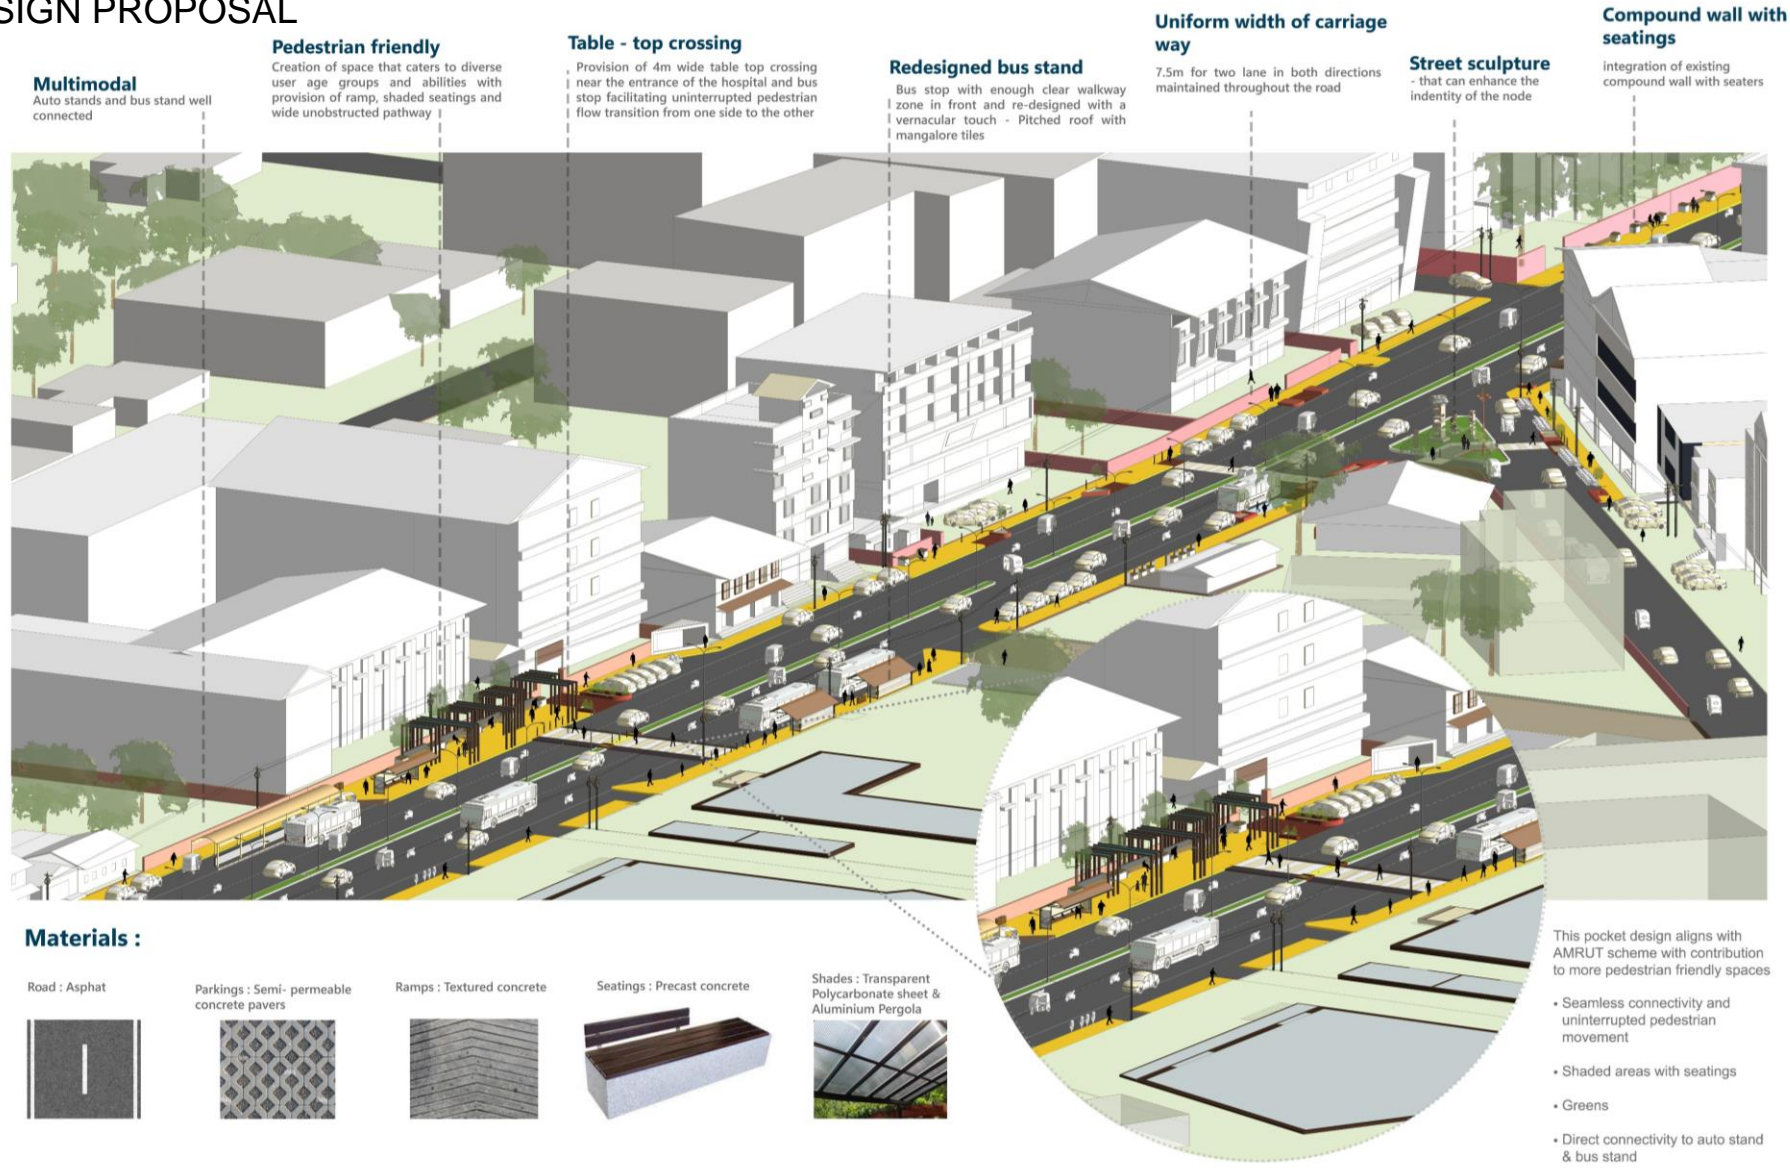 SIGN PROPOSAL
Multimodal
Auto stands and bus stand well
connected
Pedestrian friendly
Creation of space that caters to diverse
user age groups and abilities with
provision of ramp, shaded seatings and
wide unobstructed pathway
Table - top crossing
Provision of 4m wide table top crossing
near the entrance of the hospital and bus
stop facilitating uninterrupted pedestrian
flow transition from one side to the other
Redesigned bus stand
Bus stop with enough clear walkway
zone in front and re-designed with a
vernacular touch - Pitched roof with
mangalore tiles
Uniform width of carriage
way
7.5m for two lane in both directions
maintained throughout the road
Street sculpture
- that can enhance the
indentity of the node
Compound wall with
seatings
integration of existing
compound wall with seaters
Materials :
Road : Asphat
Parkings : Semi- permeable
concrete pavers
Ramps : Textured concrete
Seatings : Precast concrete
Shades : Transparent
Polycarbonate sheet &
Aluminium Pergola
This pocket design aligns with
AMRUT scheme with contribution
to more pedestrian friendly spaces
• Seamless connectivity and
uninterrupted pedestrian
movement
• Shaded areas with seatings
• Greens
• Direct connectivity to auto stand
& bus stand